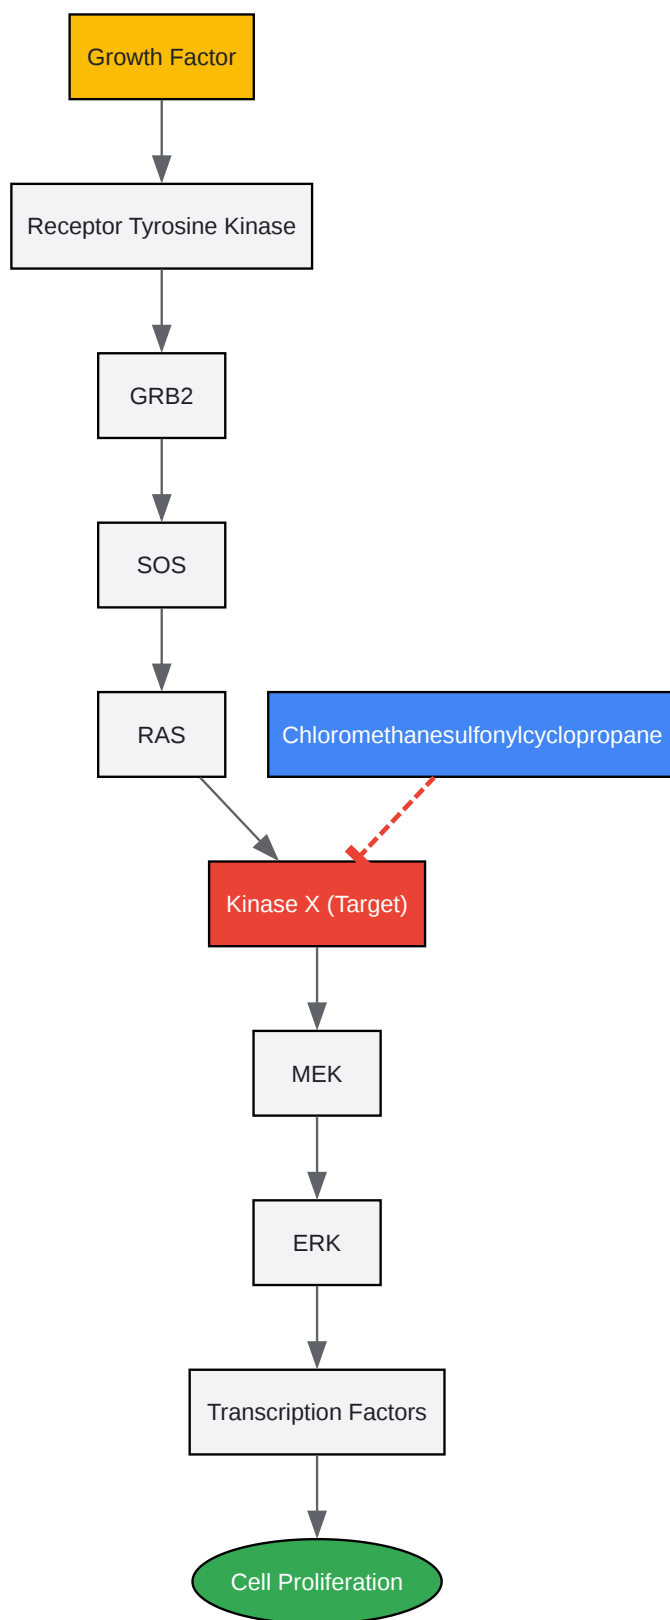 Growth Factor
Receptor Tyrosine Kinase
GRB2
SOS
RAS
Chloromethanesulfonylcyclopropane
Kinase X (Target)
MEK
ERK
Transcription Factors
Cell Proliferation